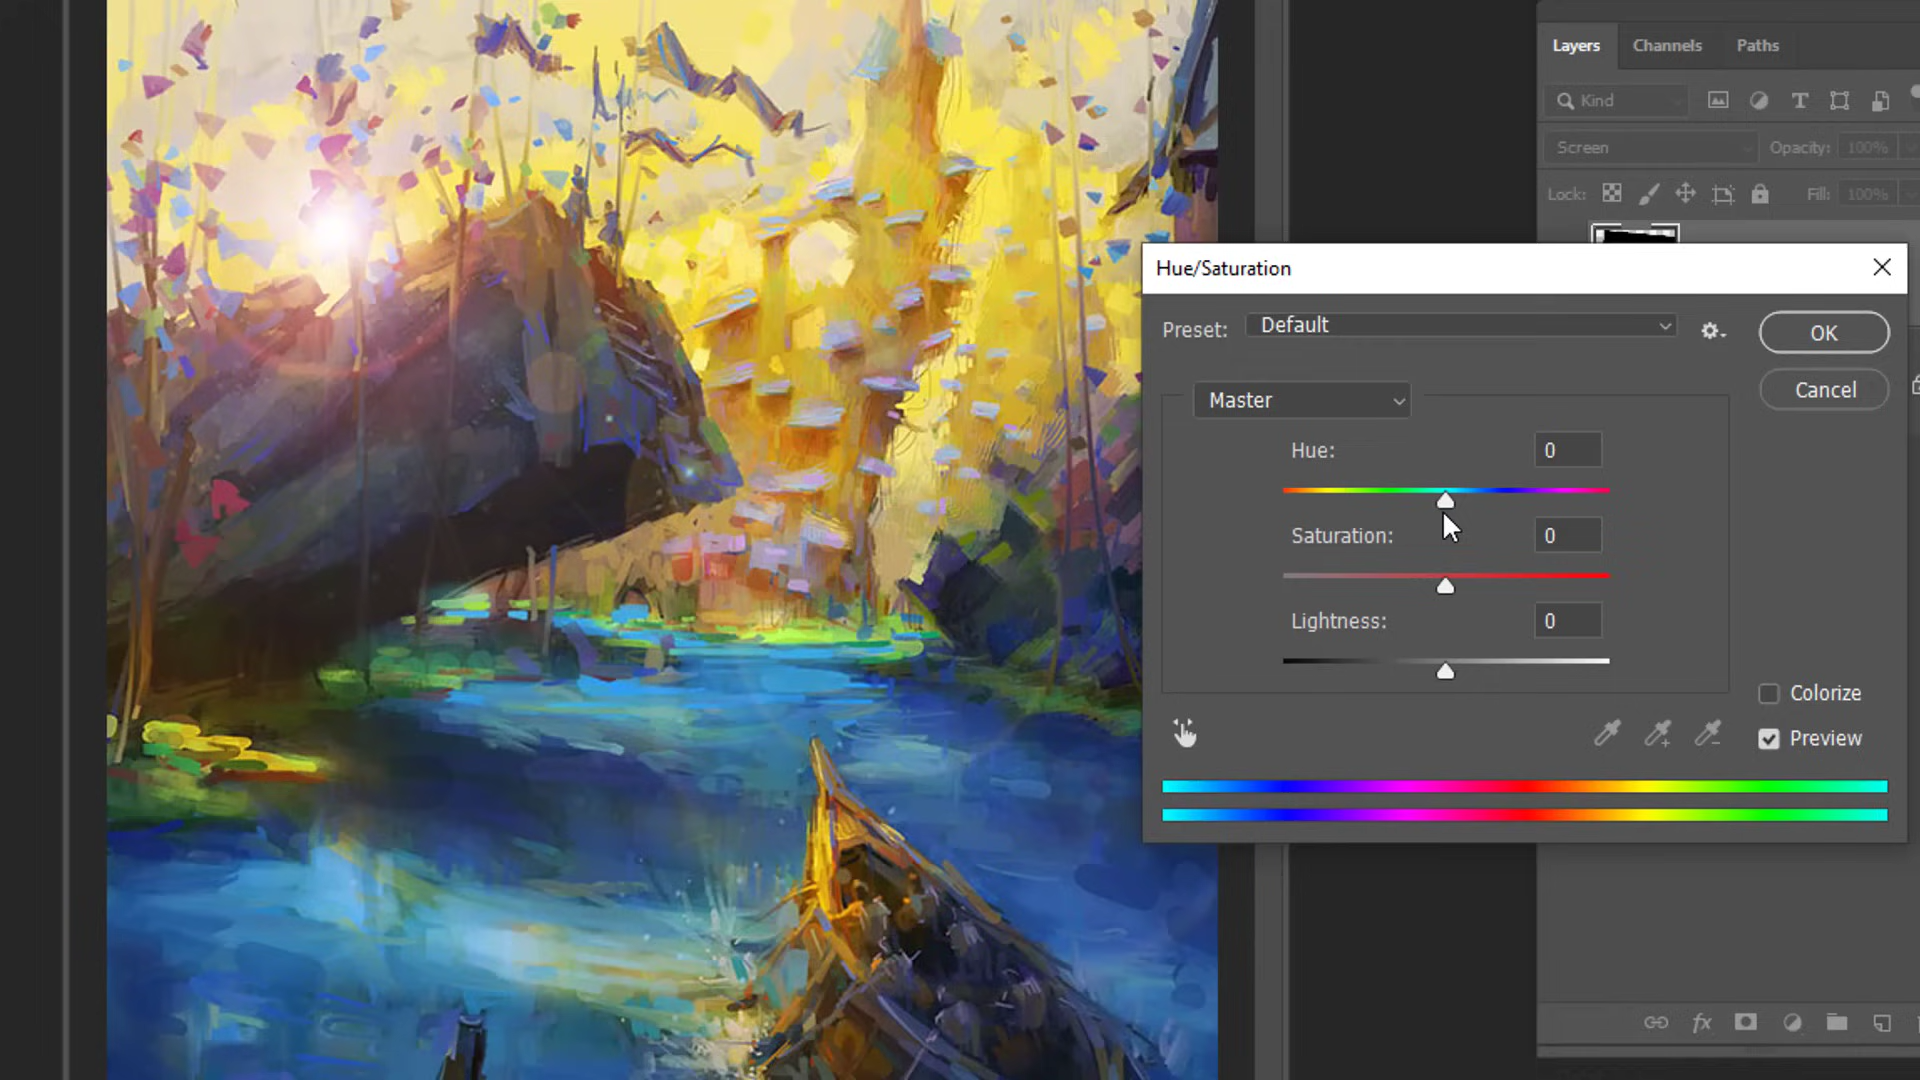 Layers Channels Paths
Kind
Screen Opacity: 100%
Lock: Fill: 100%
Hue/Saturation
Preset: Default
OK
Master
Cancel
Hue: 0
Saturation: 0
Lightness: 0
Colorize
Preview
fx